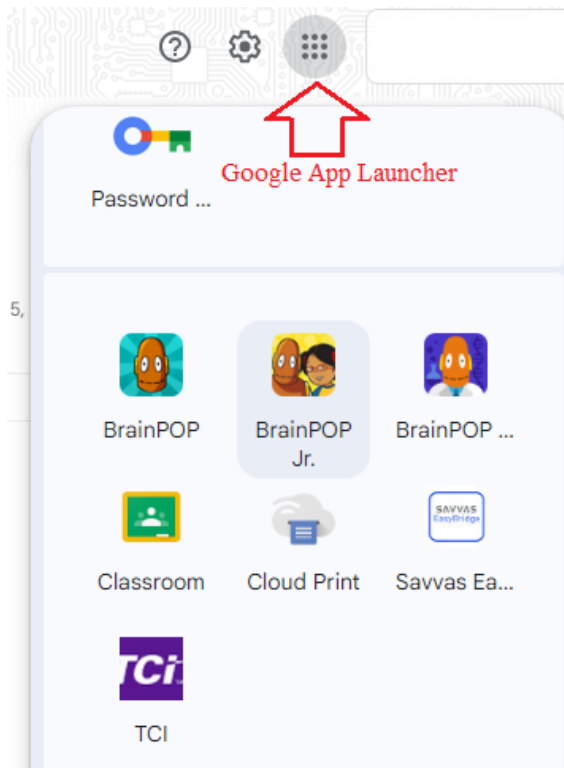 Google App Launcher
Password ...
5,
BrainPOP
BrainPOP
Jr.
BrainPOP ...
SAVVAS
EasyBridge
Classroom
Cloud Print
Savvas Ea...
TCi
TCI